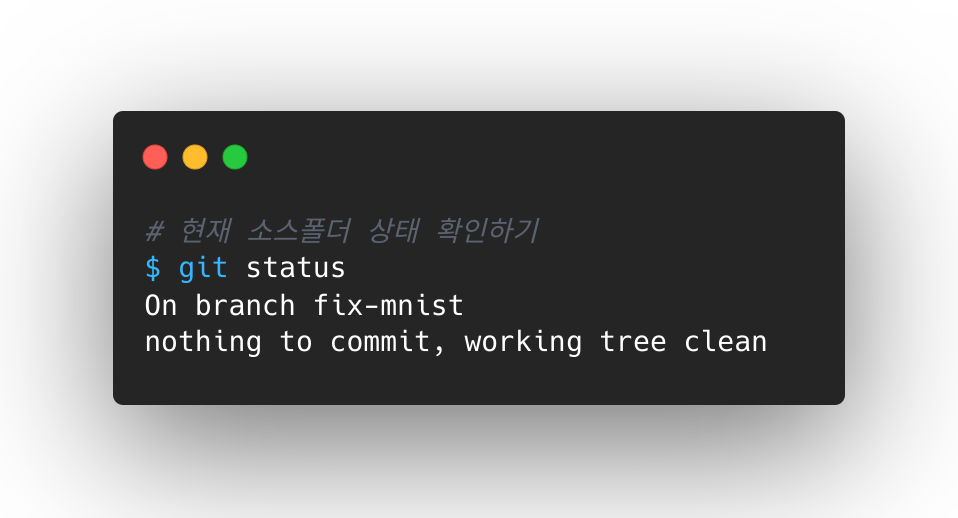 # 현재 소스폴더 상태 확인하기
$ git status
On branch fix-mnist
nothing to commit, working tree clean